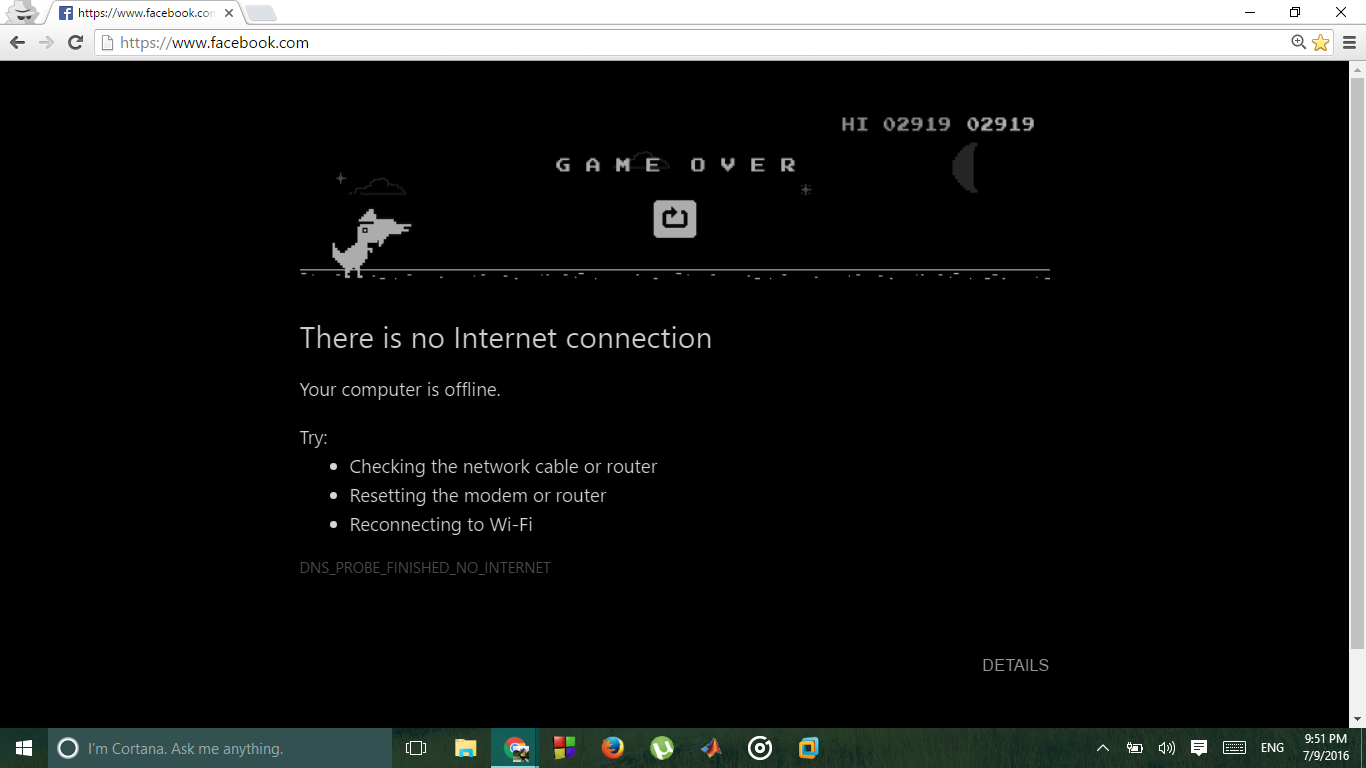 https://www.facebook.con
https://www.facebook.com
HI 02919 02919
GAME OVER
There is no Internet connection
Your computer is offline.
Try:
Checking the network cable or router
Resetting the modem or router
Reconnecting to Wi-Fi
DNS_PROBE_FINISHED_NO_INTERNET
DETAILS
I'm Cortana. Ask me anything.
ENG
9:51 PM
7/9/2016